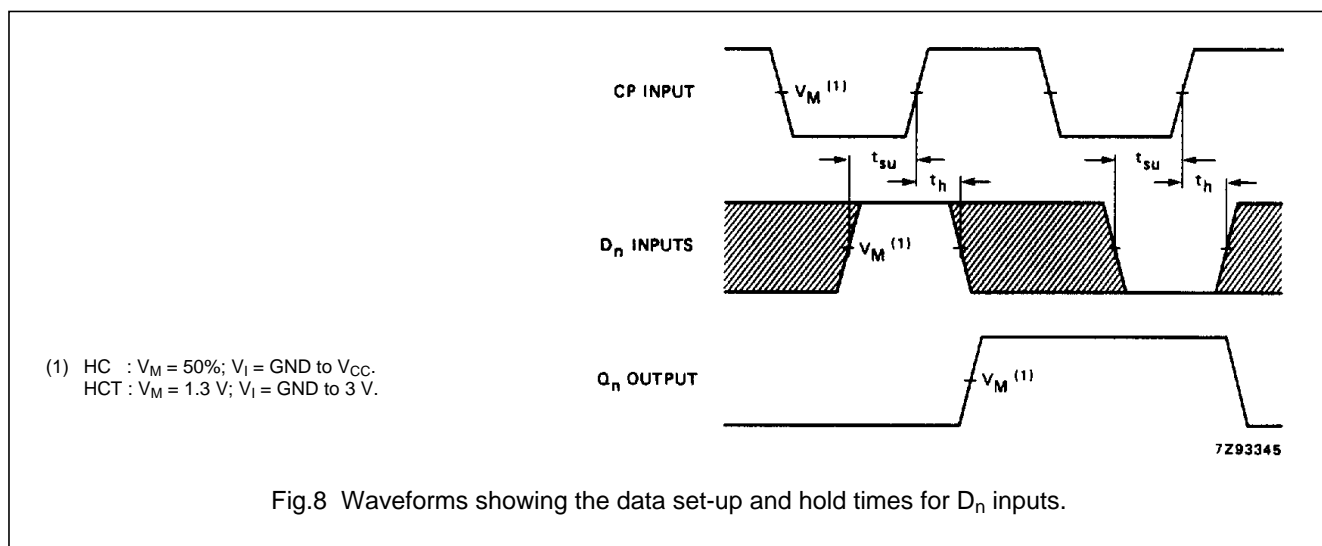 CP INPUT
V_M (1)
t_su
t_h
t_su
t_h
D_n INPUTS
V_M (1)
(1) HC : V_M = 50%; V_I = GND to V_CC.
HCT : V_M = 1.3 V; V_I = GND to 3 V.
Q_n OUTPUT
V_M (1)
7Z93345
Fig.8 Waveforms showing the data set-up and hold times for D_n inputs.